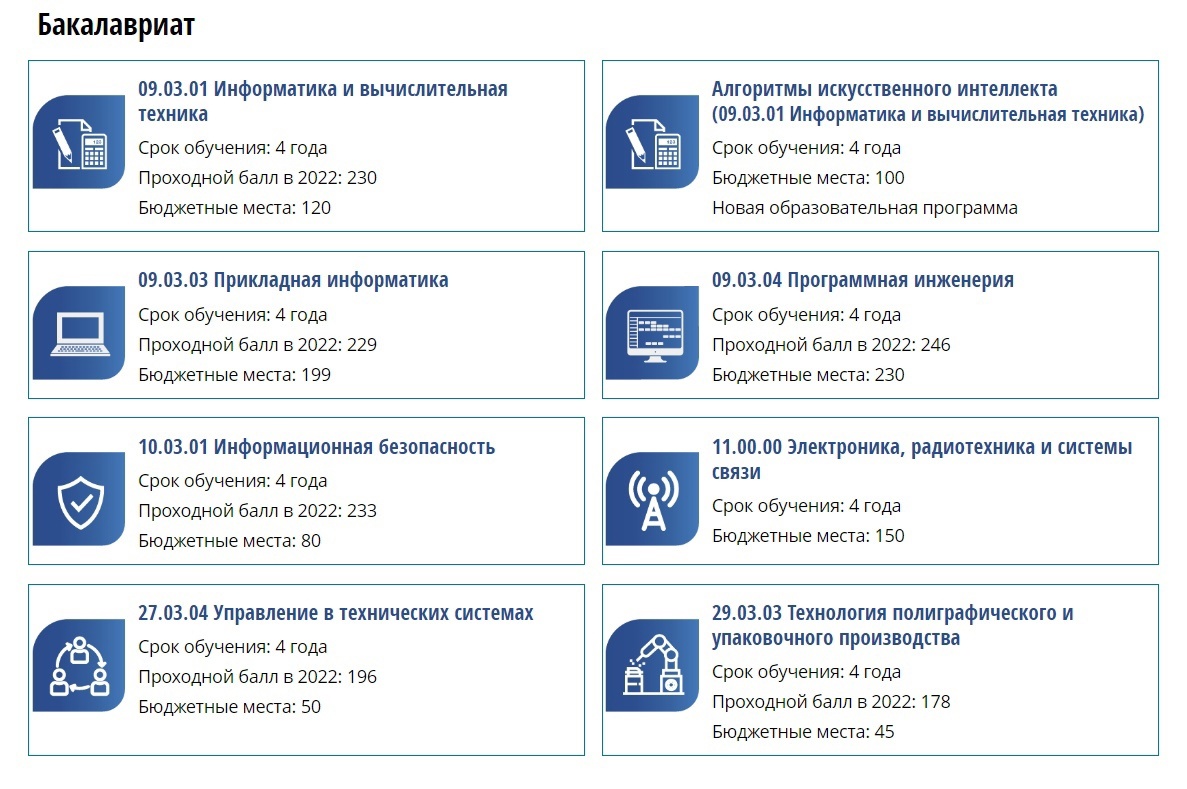 Бакалавриат
09.03.01 Информатика и вычислительная
техника
Срок обучения: 4 года
Проходной балл в 2022: 230
Бюджетные места: 120
Алгоритмы искусственного интеллекта
(09.03.01 Информатика и вычислительная техника)
Срок обучения: 4 года
Бюджетные места: 100
Новая образовательная программа
09.03.03 Прикладная информатика
Срок обучения: 4 года
Проходной балл в 2022: 229
Бюджетные места: 199
09.03.04 Программная инженерия
Срок обучения: 4 года
Проходной балл в 2022: 246
Бюджетные места: 230
10.03.01 Информационная безопасность
Срок обучения: 4 года
Проходной балл в 2022: 233
Бюджетные места: 80
11.00.00 Электроника, радиотехника и системы
связи
Срок обучения: 4 года
Бюджетные места: 150
27.03.04 Управление в технических системах
Срок обучения: 4 года
Проходной балл в 2022: 196
Бюджетные места: 50
29.03.03 Технология полиграфического и
упаковочного производства
Срок обучения: 4 года
Проходной балл в 2022: 178
Бюджетные места: 45